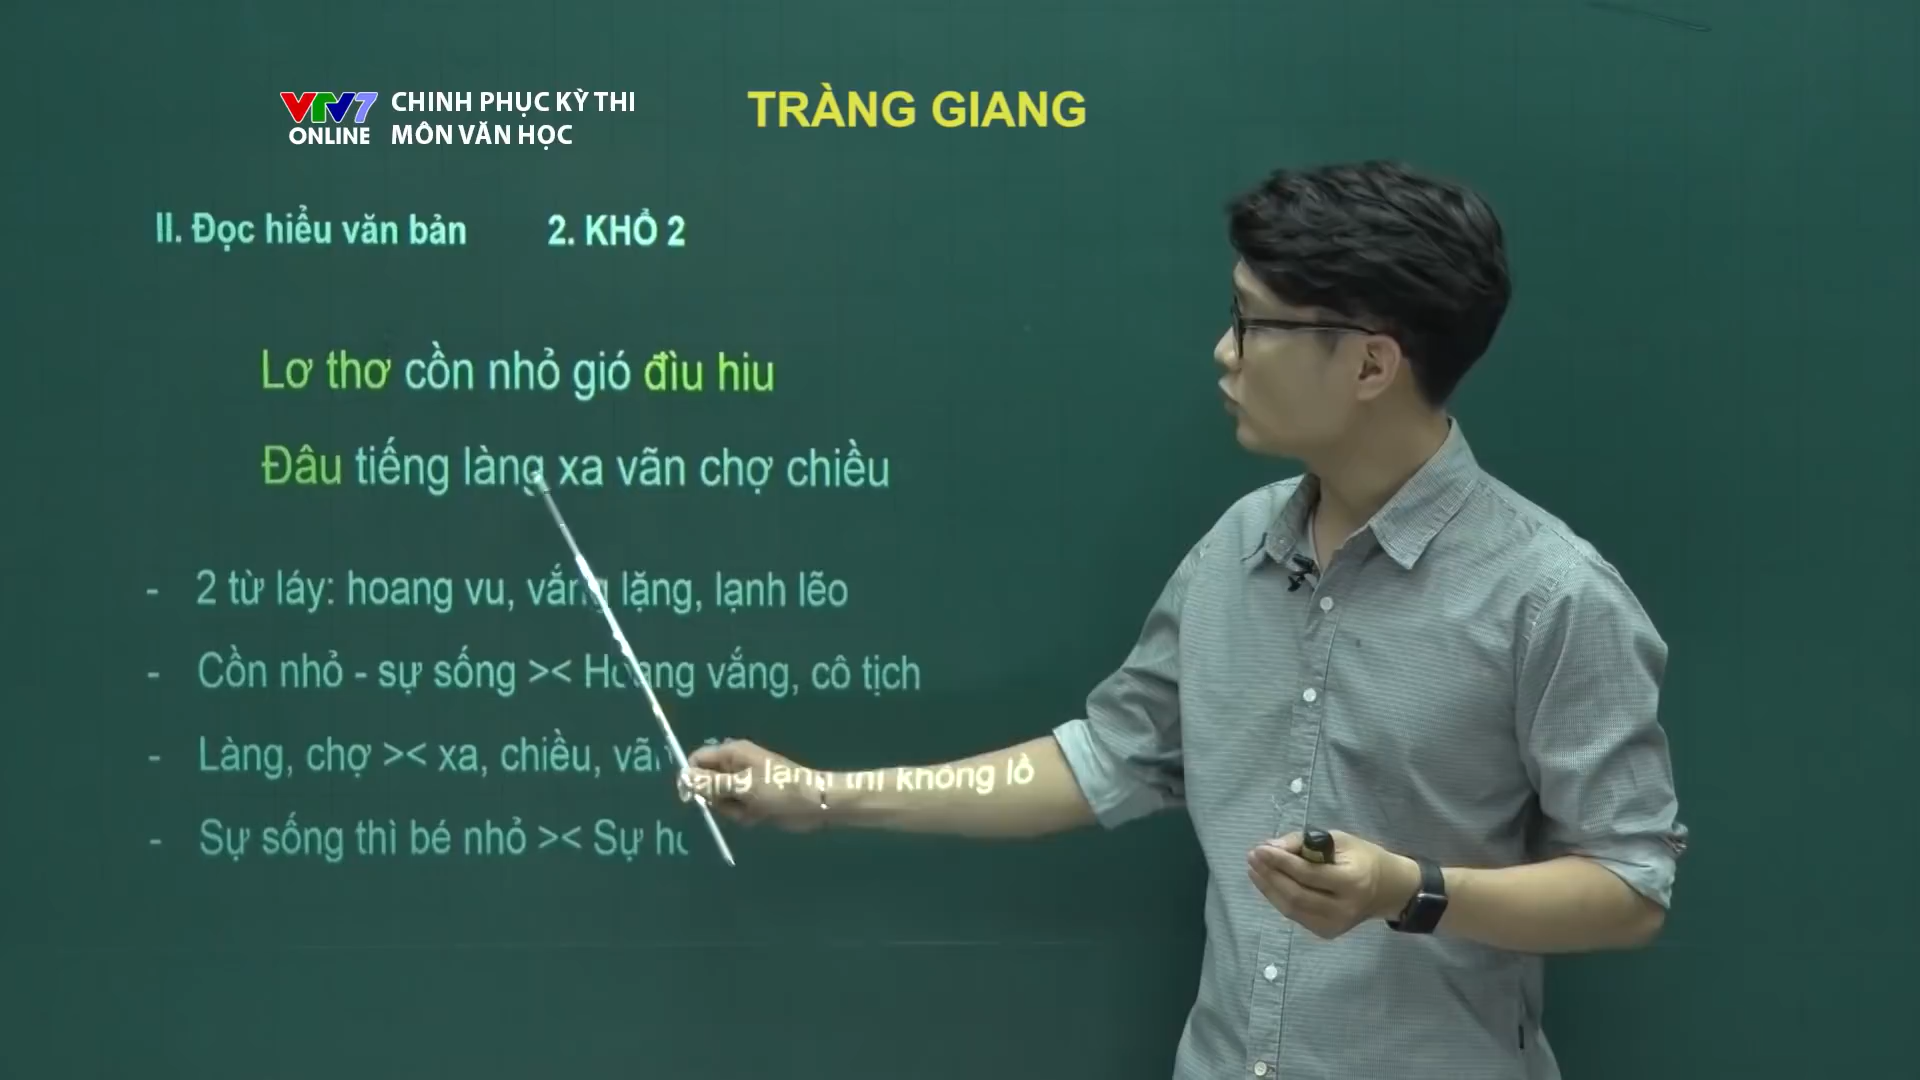 VTV7 ONLINE
CHINH PHỤC KỲ THI
MÔN VĂN HỌC
TRÀNG GIANG
II. Đọc hiểu văn bản 2. KHỔ 2
Lơ thơ cồn nhỏ gió đìu hiu
Đâu tiếng làng xa vãn chợ chiều
- 2 từ láy: hoang vu, vắng lặng, lạnh lẽo
- Cồn nhỏ - sự sống >< Hoang vắng, cô tịch
- Làng, chợ >< xa, chiều, vãn
- Sự sống thì bé nhỏ >< Sự thì không lồ